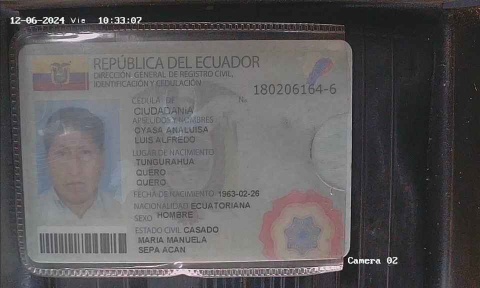 12-06-2024 Vie 10:33:07
REPÚBLICA DEL ECUADOR
DIRECCIÓN GENERAL DE REGISTRO CIVIL,
IDENTIFICACIÓN Y CEDULACIÓN
CÉDULA DE No. 180206164-6
CIUDADANÍA
APELLIDOS Y NOMBRES
OYASA ANALUISA
LUIS ALFREDO
LUGAR DE NACIMIENTO
TUNGURAHUA
QUERO
QUERO
FECHA DE NACIMIENTO 1963-02-26
NACIONALIDAD ECUATORIANA
SEXO HOMBRE
ESTADO CIVIL CASADO
MARIA MANUELA
SEPA ACAN
Camera 02